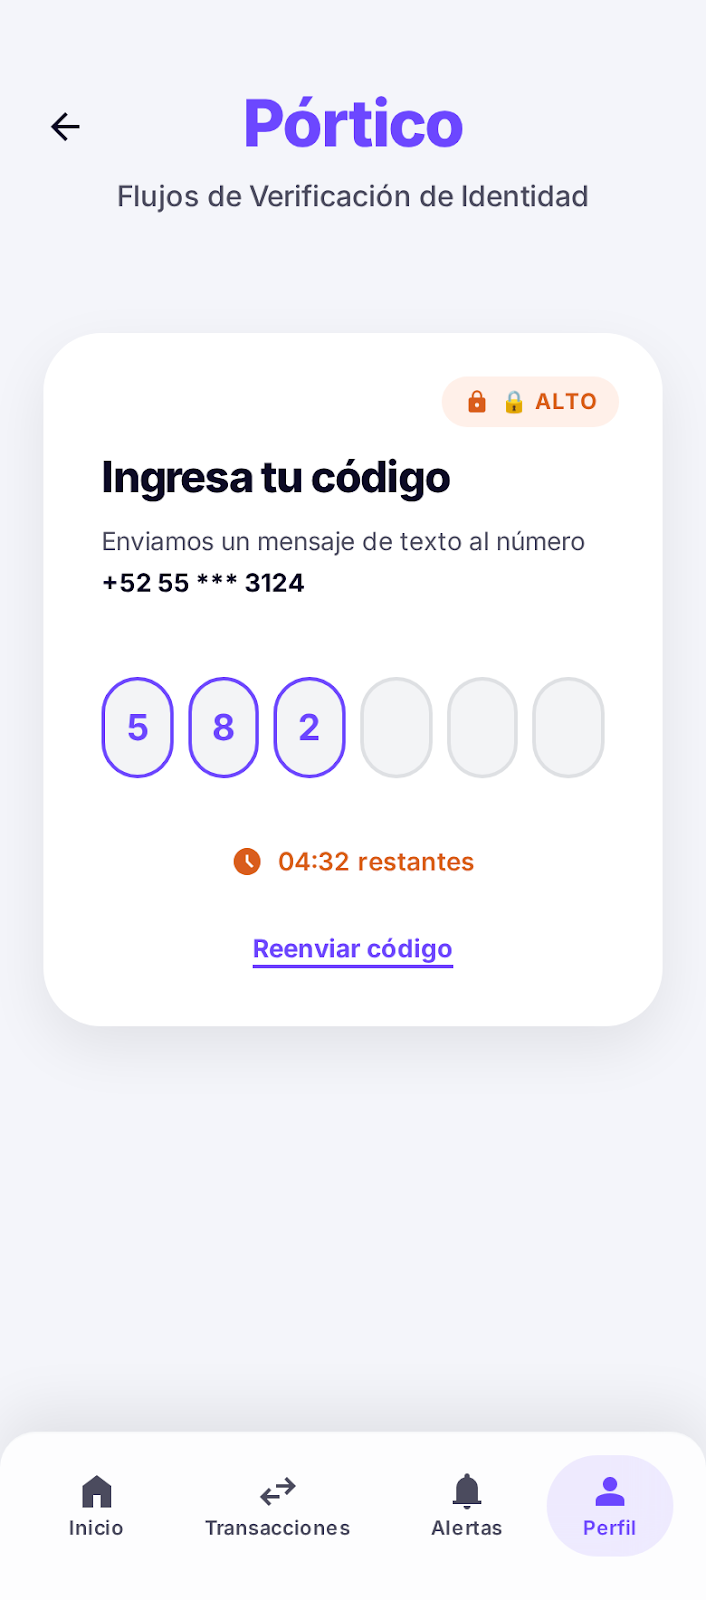 Pórtico
Flujos de Verificación de Identidad
🔒 ALTO
Ingresa tu código
Enviamos un mensaje de texto al número
+52 55 *** 3124
5 8 2
04:32 restantes
Reenviar código
Inicio Transacciones Alertas Perfil